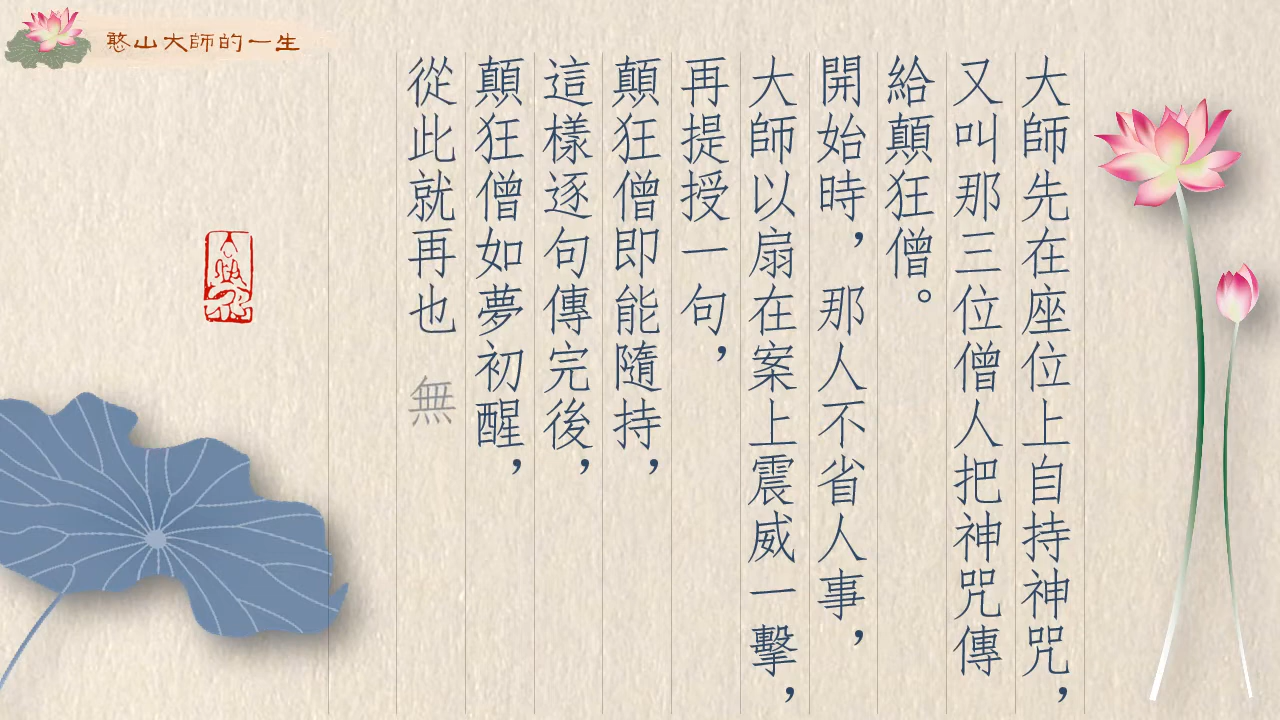 憨山大師的一生
大師先在座位上自持神咒，
又叫那三位僧人把神咒傳
給顛狂僧。
開始時，那人不省人事，
大師以扇在案上震威一擊，
再提授一句，
顛狂僧即能隨持，
這樣逐句傳完後，
顛狂僧如夢初醒，
從此就再也 無